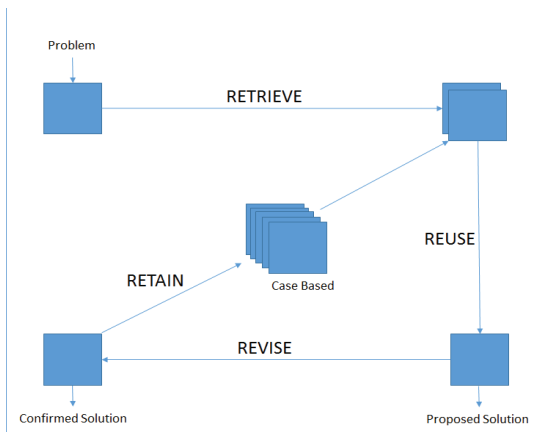 Problem
RETRIEVE
REUSE
RETAIN
Case Based
REVISE
Confirmed Solution
Proposed Solution